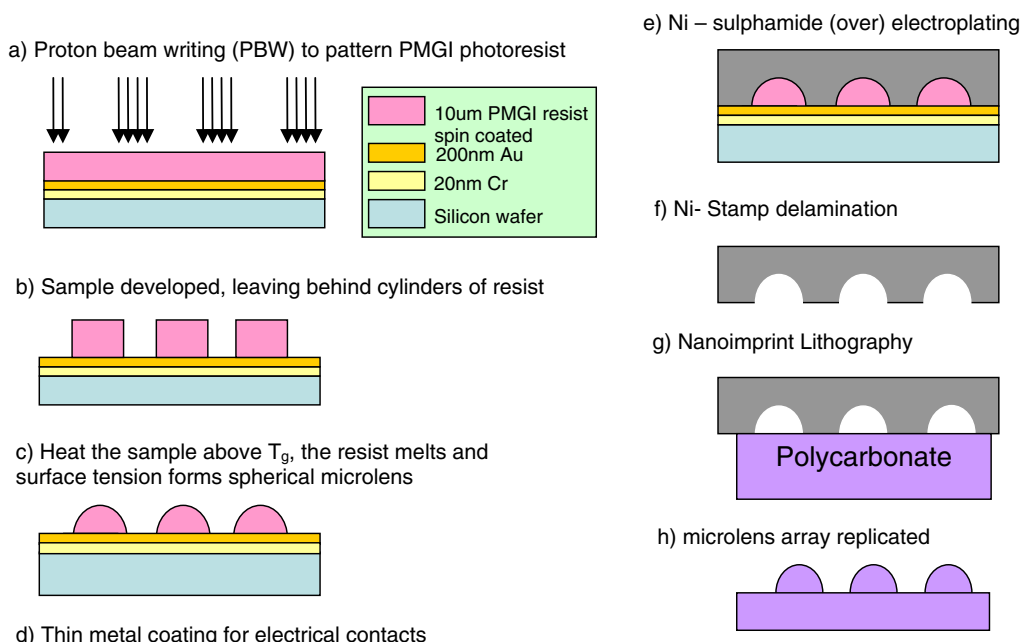 a) Proton beam writing (PBW) to pattern PMGI photoresist
10um PMGI resist
spin coated
200nm Au
20nm Cr
Silicon wafer
b) Sample developed, leaving behind cylinders of resist
c) Heat the sample above Tg, the resist melts and
surface tension forms spherical microlens
d) Thin metal coating for electrical contacts
e) Ni – sulphamide (over) electroplating
f) Ni- Stamp delamination
g) Nanoimprint Lithography
Polycarbonate
h) microlens array replicated